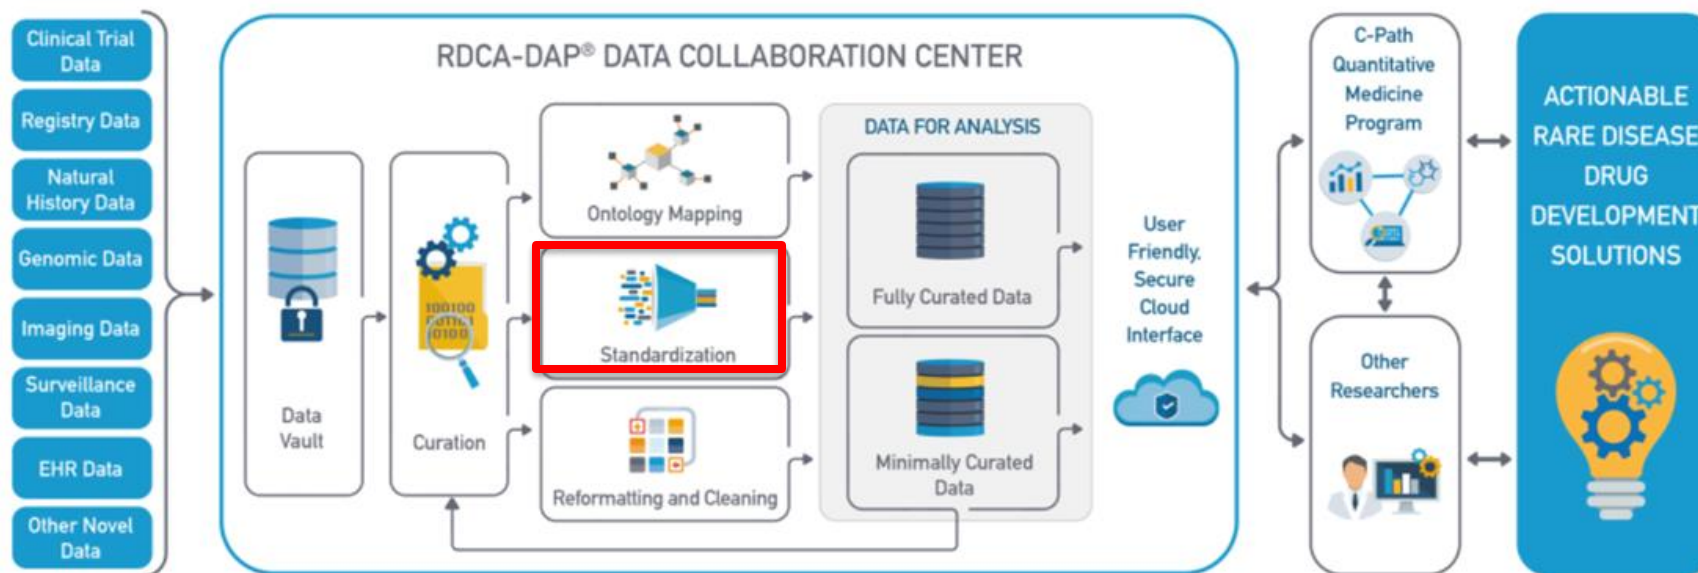 Clinical Trial
Data
Registry Data
Natural
History Data
Genomic Data
Imaging Data
Surveillance
Data
EHR Data
Other Novel
Data
RDCA-DAP® DATA COLLABORATION CENTER
Data
Vault
100100
Curation
Ontology Mapping
Standardization
Reformatting and Cleaning
DATA FOR ANALYSIS
Fully Curated Data
Minimally Curated
Data
User
Friendly,
Secure
Cloud
Interface
C-Path
Quantitative
Medicine
Program
Other
Researchers
ACTIONABLE
RARE DISEASE
DRUG
DEVELOPMENT
SOLUTIONS